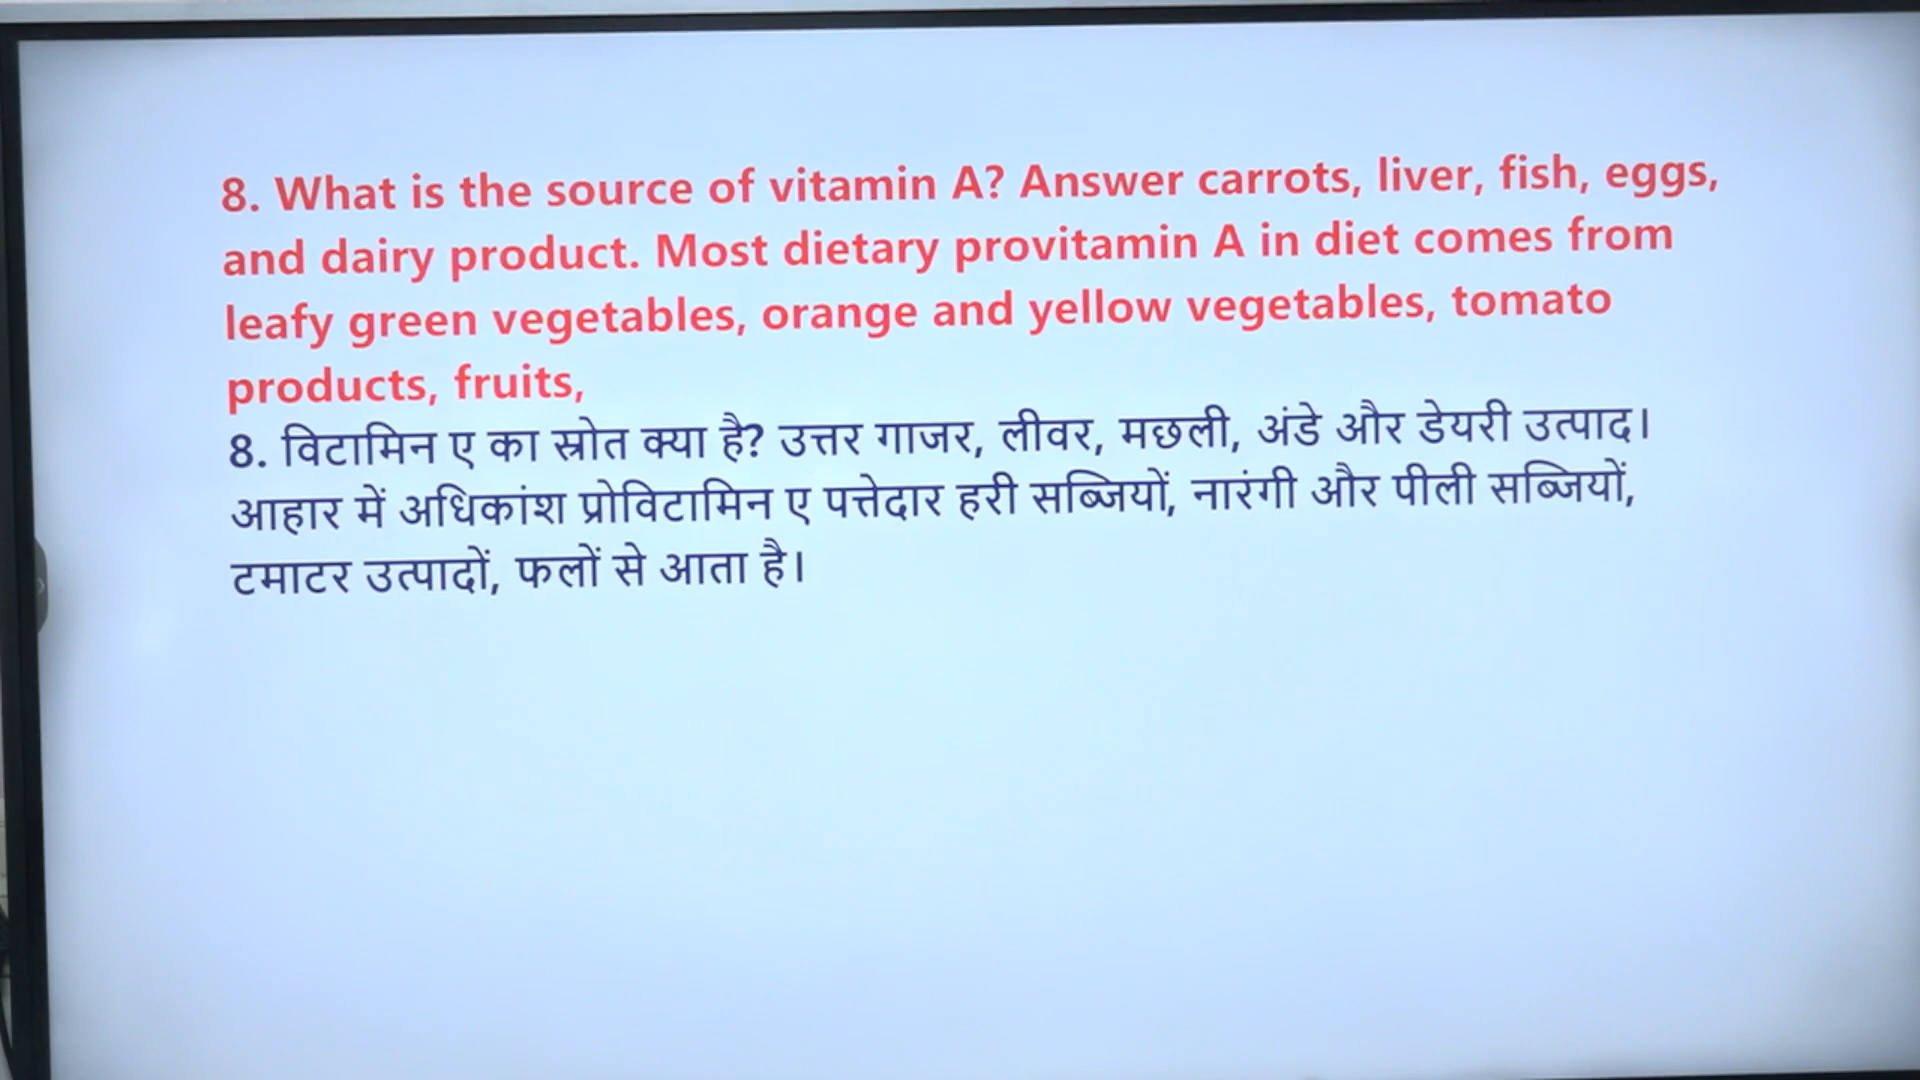 8. What is the source of vitamin A? Answer carrots, liver, fish, eggs,
and dairy product. Most dietary provitamin A in diet comes from
leafy green vegetables, orange and yellow vegetables, tomato
products, fruits,
8. विटामिन ए का स्रोत क्या है? उत्तर गाजर, लीवर, मछली, अंडे और डेयरी उत्पाद।
आहार में अधिकांश प्रोविटामिन ए पत्तेदार हरी सब्जियों, नारंगी और पीली सब्जियों,
टमाटर उत्पादों, फलों से आता है।